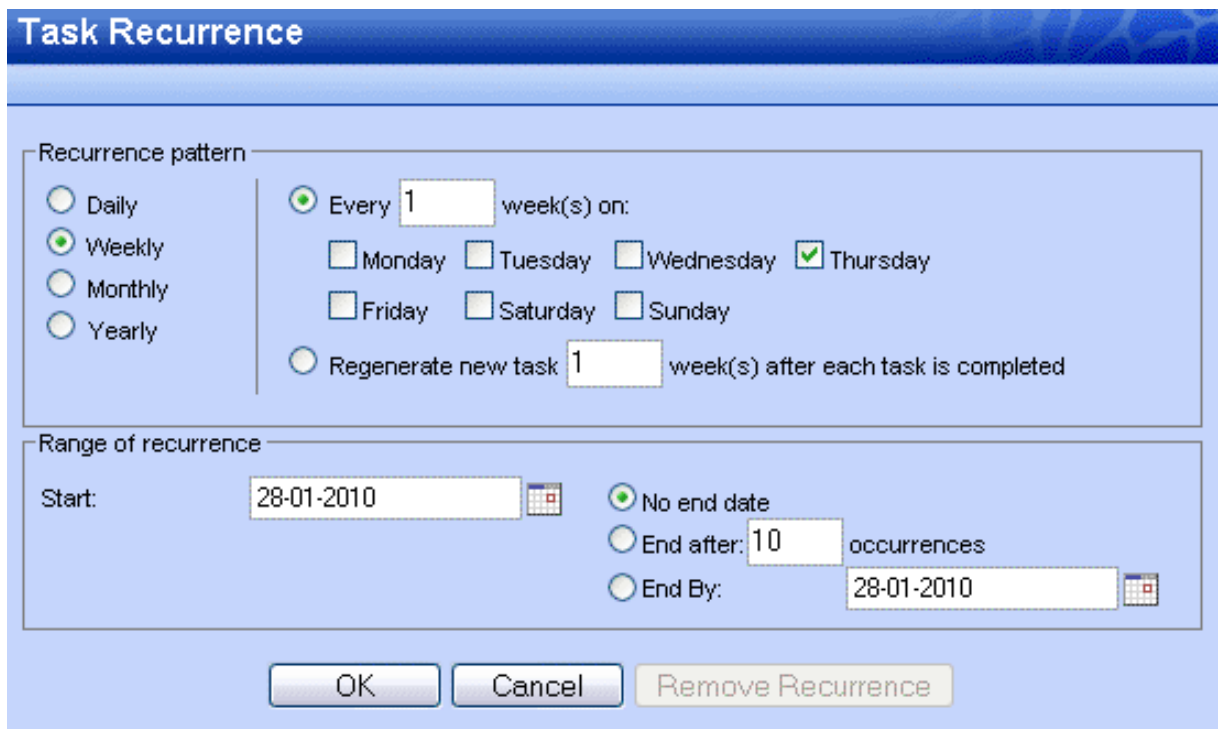 Task Recurrence
Recurrence pattern
Daily
Weekly
Monthly
Yearly
Every 1 week(s) on:
Monday Tuesday Wednesday Thursday
Friday Saturday Sunday
Regenerate new task 1 week(s) after each task is completed
Range of recurrence
Start: 28-01-2010
No end date
End after: 10 occurrences
End By: 28-01-2010
OK Cancel Remove Recurrence